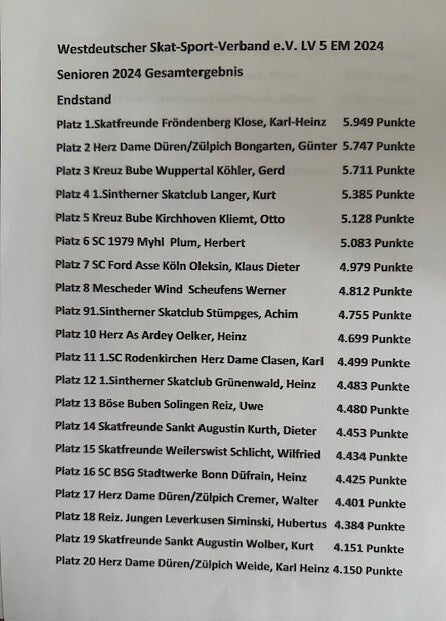 Westdeutscher Skat-Sport-Verband e.V. LV 5 EM 2024
Senioren 2024 Gesamtergebnis
Endstand
Platz 1.Skatfreunde Fröndenberg Klose, Karl-Heinz 5.949 Punkte
Platz 2 Herz Dame Düren/Zülpich Bongarten, Günter 5.747 Punkte
Platz 3 Kreuz Bube Wuppertal Köhler, Gerd 5.711 Punkte
Platz 4 1.Sintherner Skatclub Langer, Kurt 5.385 Punkte
Platz 5 Kreuz Bube Kirchhoven Kliemt, Otto 5.128 Punkte
Platz 6 SC 1979 Myhl Plum, Herbert 5.083 Punkte
Platz 7 SC Ford Asse Köln Oleksin, Klaus Dieter 4.979 Punkte
Platz 8 Mescheder Wind Scheufens Werner 4.812 Punkte
Platz 91.Sintherner Skatclub Stümpges, Achim 4.755 Punkte
Platz 10 Herz As Ardey Oelker, Heinz 4.699 Punkte
Platz 11 1.SC Rodenkirchen Herz Dame Clasen, Karl 4.499 Punkte
Platz 12 1.Sintherner Skatclub Grünenwald, Heinz 4.483 Punkte
Platz 13 Böse Buben Solingen Reiz, Uwe 4.480 Punkte
Platz 14 Skatfreunde Sankt Augustin Kurth, Dieter 4.453 Punkte
Platz 15 Skatfreunde Weilerswist Schlicht, Wilfried 4.434 Punkte
Platz 16 SC BSG Stadtwerke Bonn Düfrain, Heinz 4.425 Punkte
Platz 17 Herz Dame Düren/Zülpich Cremer, Walter 4.401 Punkte
Platz 18 Reiz. Jungen Leverkusen Siminski, Hubertus 4.384 Punkte
Platz 19 Skatfreunde Sankt Augustin Wolber, Kurt 4.151 Punkte
Platz 20 Herz Dame Düren/Zülpich Weide, Karl Heinz 4.150 Punkte